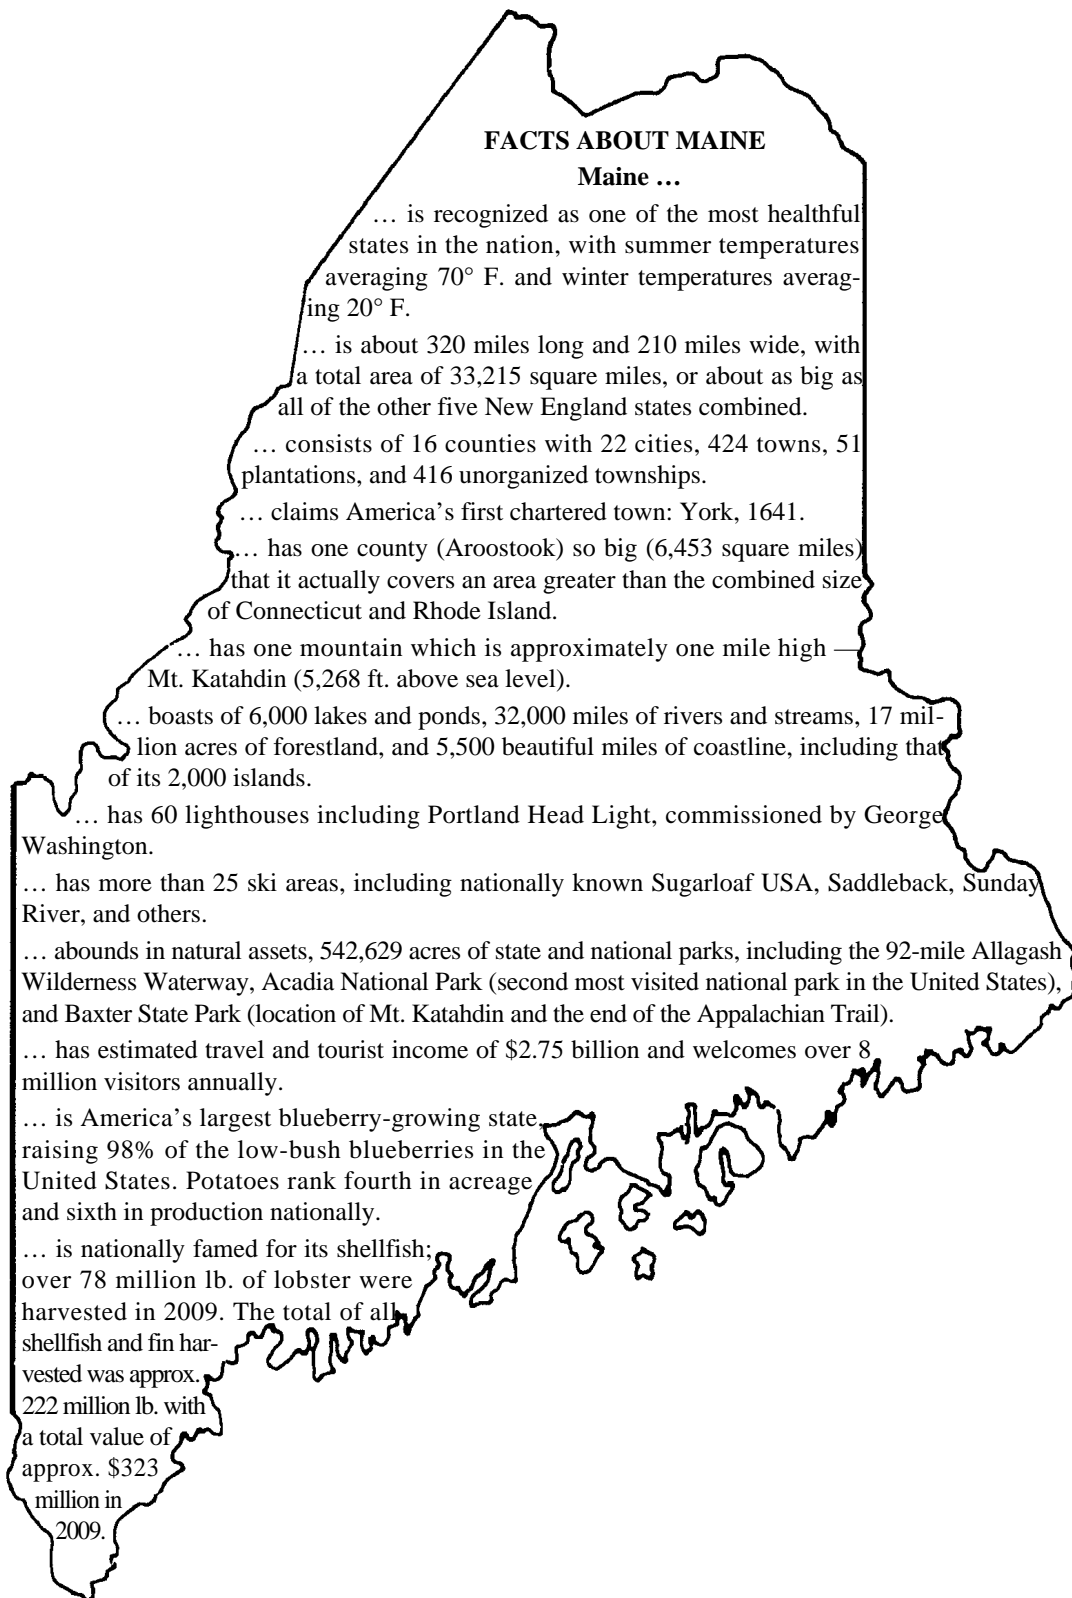 FACTS ABOUT MAINE
Maine …
… is recognized as one of the most healthful
states in the nation, with summer temperatures
averaging 70° F. and winter temperatures averag-
ing 20° F.
… is about 320 miles long and 210 miles wide, with
a total area of 33,215 square miles, or about as big as
all of the other five New England states combined.
… consists of 16 counties with 22 cities, 424 towns, 51
plantations, and 416 unorganized townships.
… claims America’s first chartered town: York, 1641.
… has one county (Aroostook) so big (6,453 square miles)
that it actually covers an area greater than the combined size
of Connecticut and Rhode Island.
… has one mountain which is approximately one mile high —
Mt. Katahdin (5,268 ft. above sea level).
… boasts of 6,000 lakes and ponds, 32,000 miles of rivers and streams, 17 mil-
lion acres of forestland, and 5,500 beautiful miles of coastline, including that
of its 2,000 islands.
… has 60 lighthouses including Portland Head Light, commissioned by George
Washington.
… has more than 25 ski areas, including nationally known Sugarloaf USA, Saddleback, Sunday
River, and others.
… abounds in natural assets, 542,629 acres of state and national parks, including the 92-mile Allagash
Wilderness Waterway, Acadia National Park (second most visited national park in the United States),
and Baxter State Park (location of Mt. Katahdin and the end of the Appalachian Trail).
… has estimated travel and tourist income of $2.75 billion and welcomes over 8
million visitors annually.
… is America’s largest blueberry-growing state,
raising 98% of the low-bush blueberries in the
United States. Potatoes rank fourth in acreage
and sixth in production nationally.
… is nationally famed for its shellfish;
over 78 million lb. of lobster were
harvested in 2009. The total of all
shellfish and fin har-
vested was approx.
222 million lb. with
a total value of
approx. $323
million in
2009.